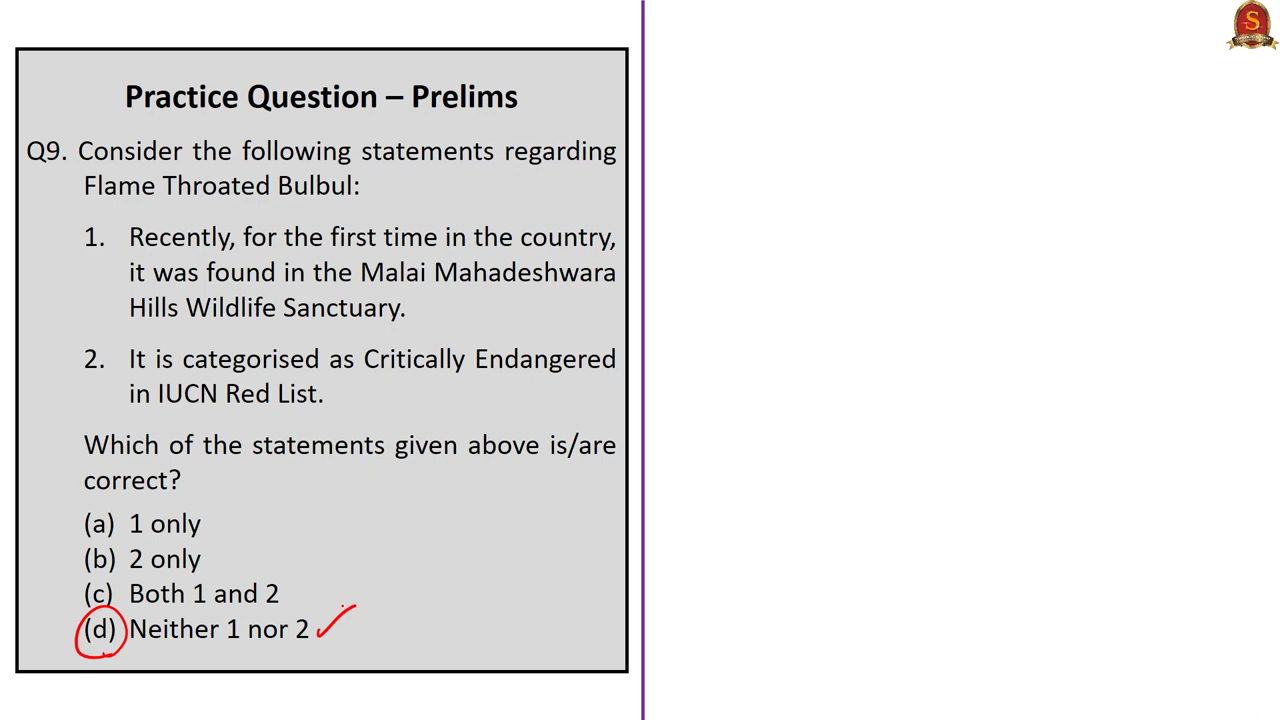 Practice Question – Prelims
Q9. Consider the following statements regarding
Flame Throated Bulbul:
1. Recently, for the first time in the country,
it was found in the Malai Mahadeshwara
Hills Wildlife Sanctuary.
2. It is categorised as Critically Endangered
in IUCN Red List.
Which of the statements given above is/are
correct?
(a) 1 only
(b) 2 only
(c) Both 1 and 2
(d) Neither 1 nor 2
S